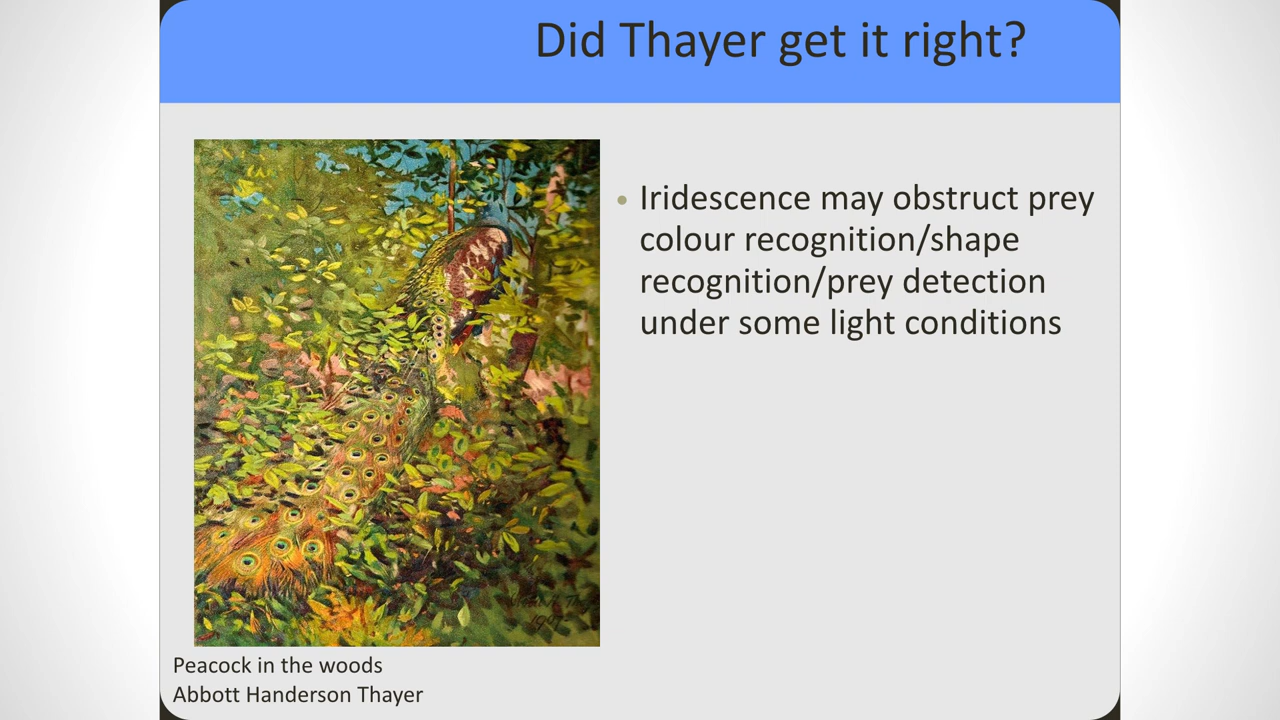 Did Thayer get it right?
• Iridescence may obstruct prey
colour recognition/shape
recognition/prey detection
under some light conditions
Peacock in the woods
Abbott Handerson Thayer